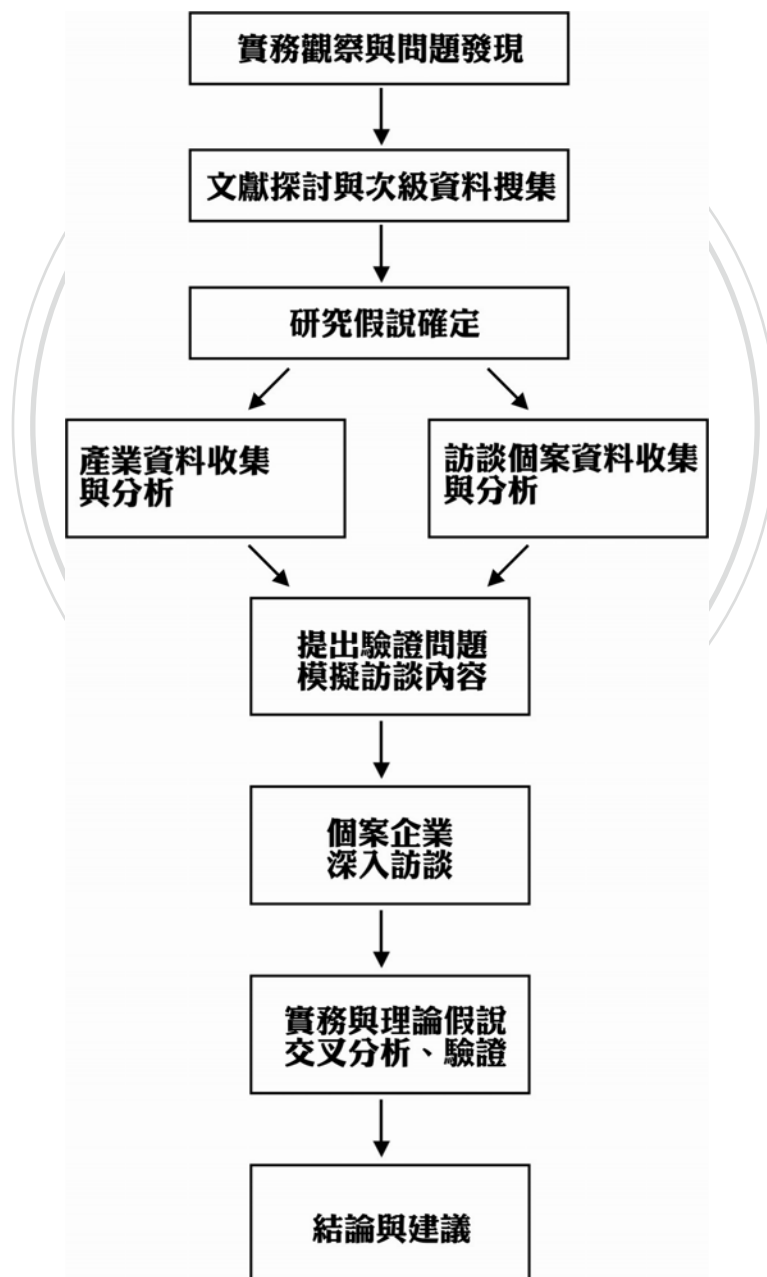 實務觀察與問題發現
文獻探討與次級資料搜集
研究假說確定
產業資料收集
與分析
訪談個案資料收集
與分析
提出驗證問題
模擬訪談內容
個案企業
深入訪談
實務與理論假說
交叉分析、驗證
結論與建議